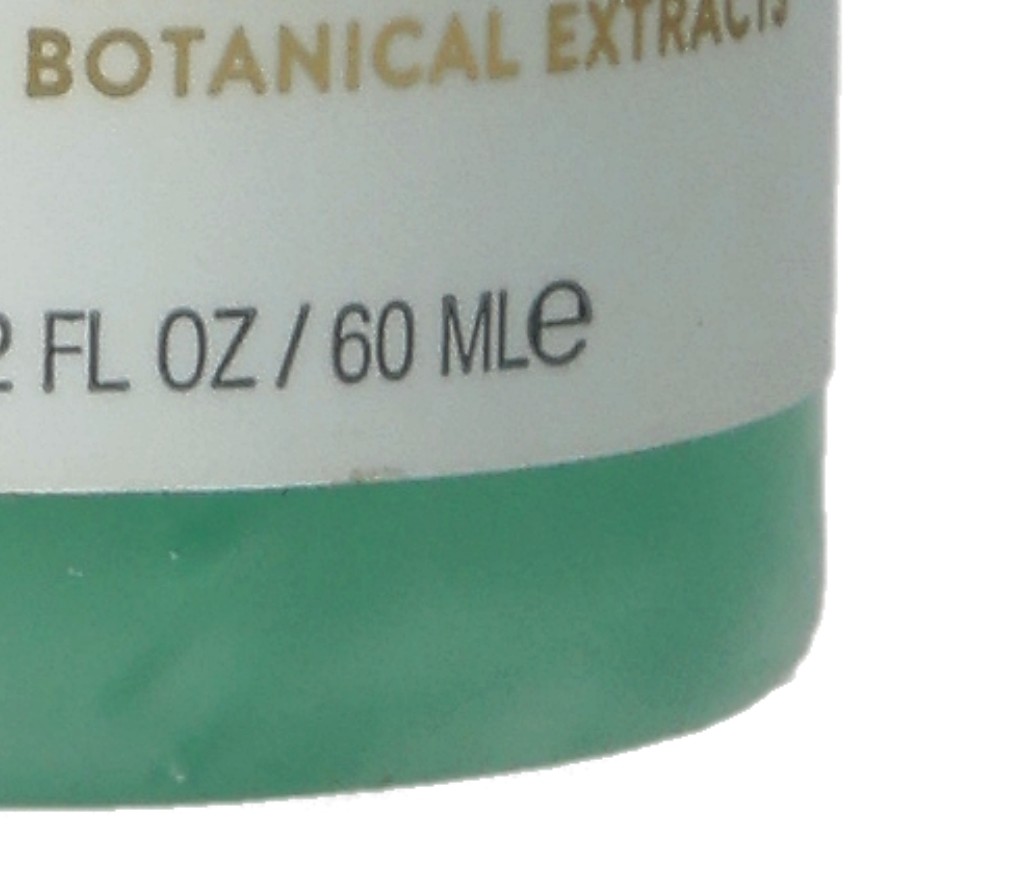 BOTANICAL EXTRACTS
2 FL OZ / 60 ML℮